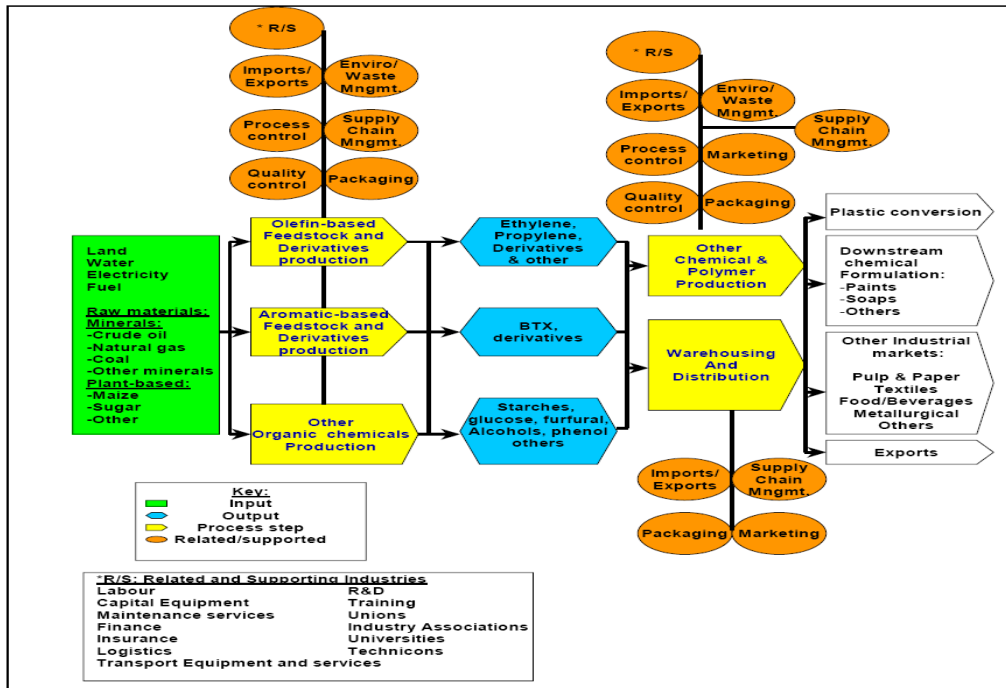 * R/S
Imports/
Exports
Enviro/
Waste
Mngmt.
Process
control
Supply
Chain
Mngmt.
Quality
control
Packaging
* R/S
Imports/
Exports
Enviro/
Waste
Mngmt.
Supply
Chain
Mngmt.
Process
control
Marketing
Quality
control
Packaging
Land
Water
Electricity
Fuel
Raw materials:
Minerals:
-Crude oil
-Natural gas
-Coal
-Other minerals
Plant-based:
-Maize
-Sugar
-Other
Olefin-based
Feedstock and
Derivatives
production
Aromatic-based
Feedstock and
Derivatives
production
Other
Organic chemicals
Production
Ethylene,
Propylene,
Derivatives
& other
BTX,
derivatives
Starches,
glucose, furfural,
Alcohols, phenol
others
Other
Chemical &
Polymer
Production
Warehousing
And
Distribution
Plastic conversion
Downstream
chemical
Formulation:
-Paints
-Soaps
-Others
Other Industrial
markets:
Pulp & Paper
Textiles
Food/Beverages
Metallurgical
Others
Exports
Imports/
Exports
Supply
Chain
Mngmt.
Packaging
Marketing
Key:
Input
Output
Process step
Related/supported
*R/S: Related and Supporting Industries
Labour R&D
Capital Equipment Training
Maintenance services Unions
Finance Industry Associations
Insurance Universities
Logistics Technicons
Transport Equipment and services